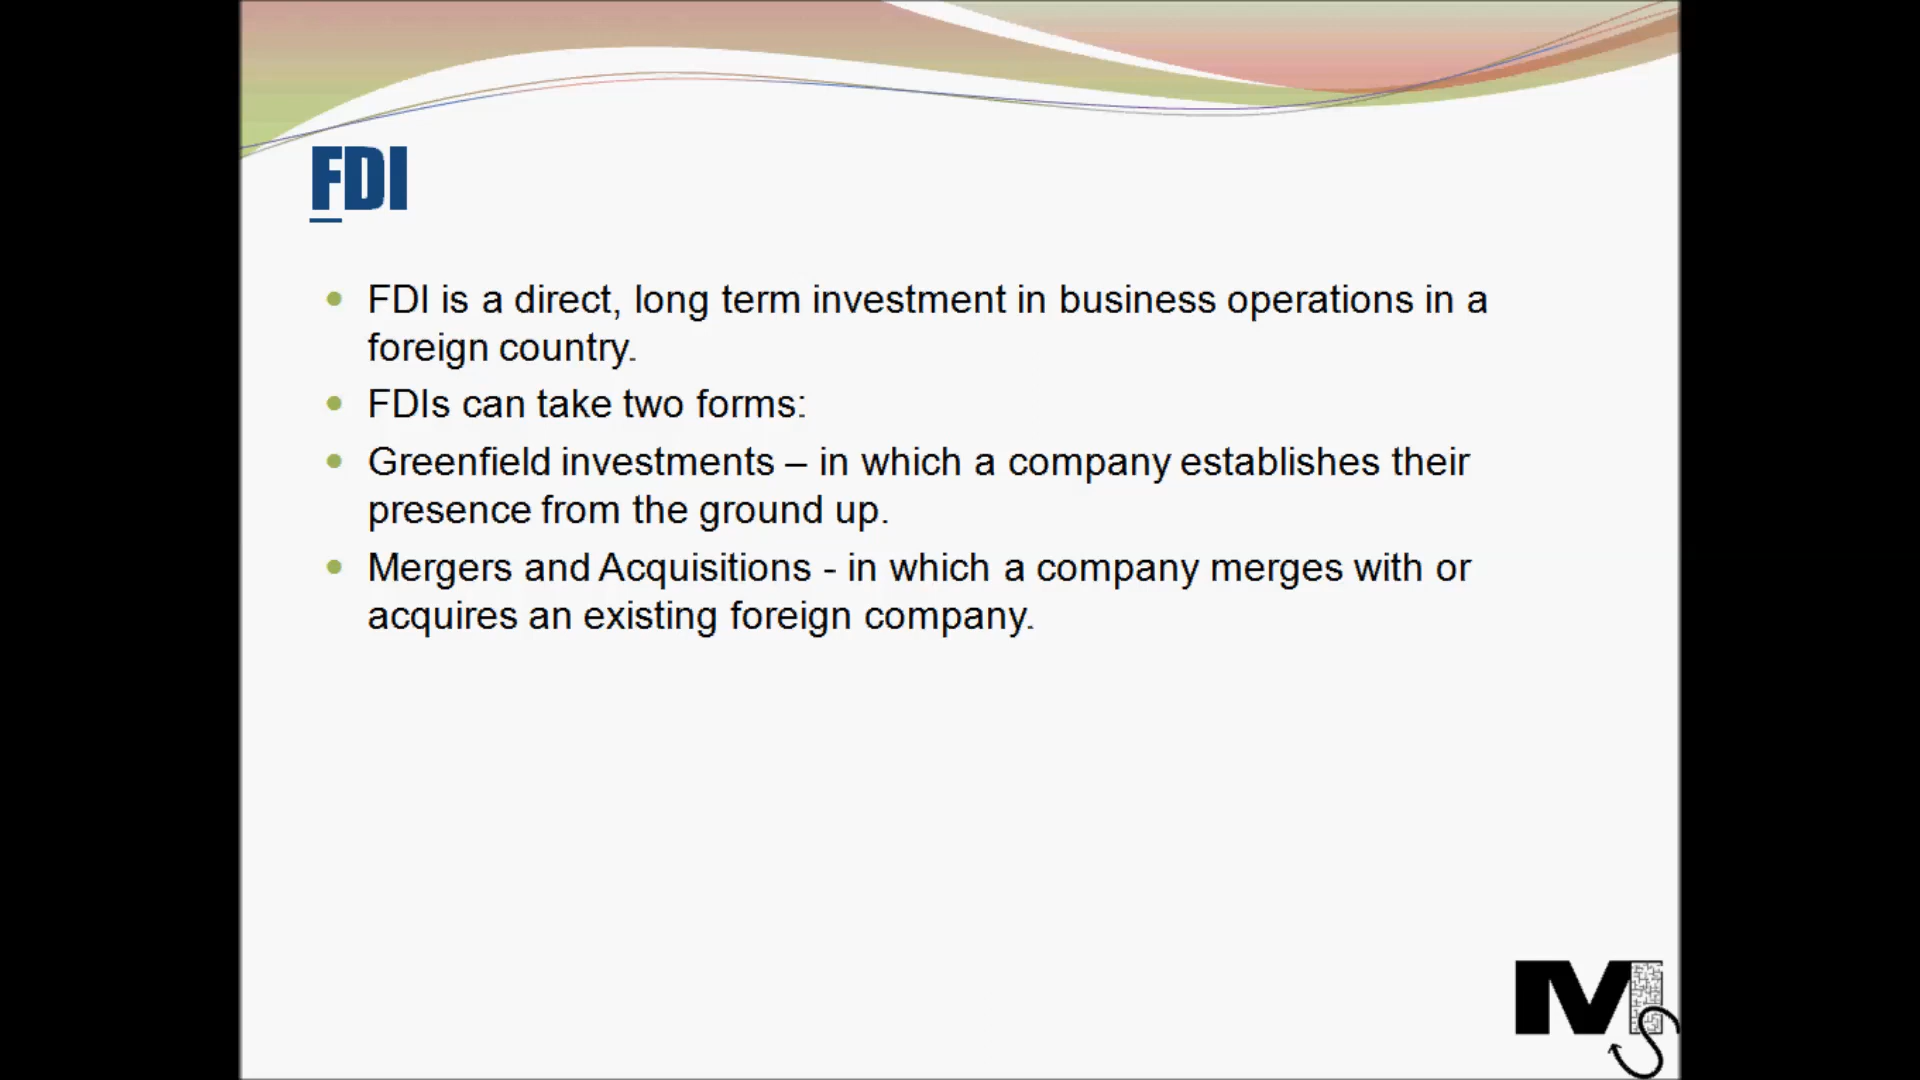 FDI
FDI is a direct, long term investment in business operations in a
foreign country.
FDIs can take two forms:
Greenfield investments – in which a company establishes their
presence from the ground up.
Mergers and Acquisitions - in which a company merges with or
acquires an existing foreign company.
M